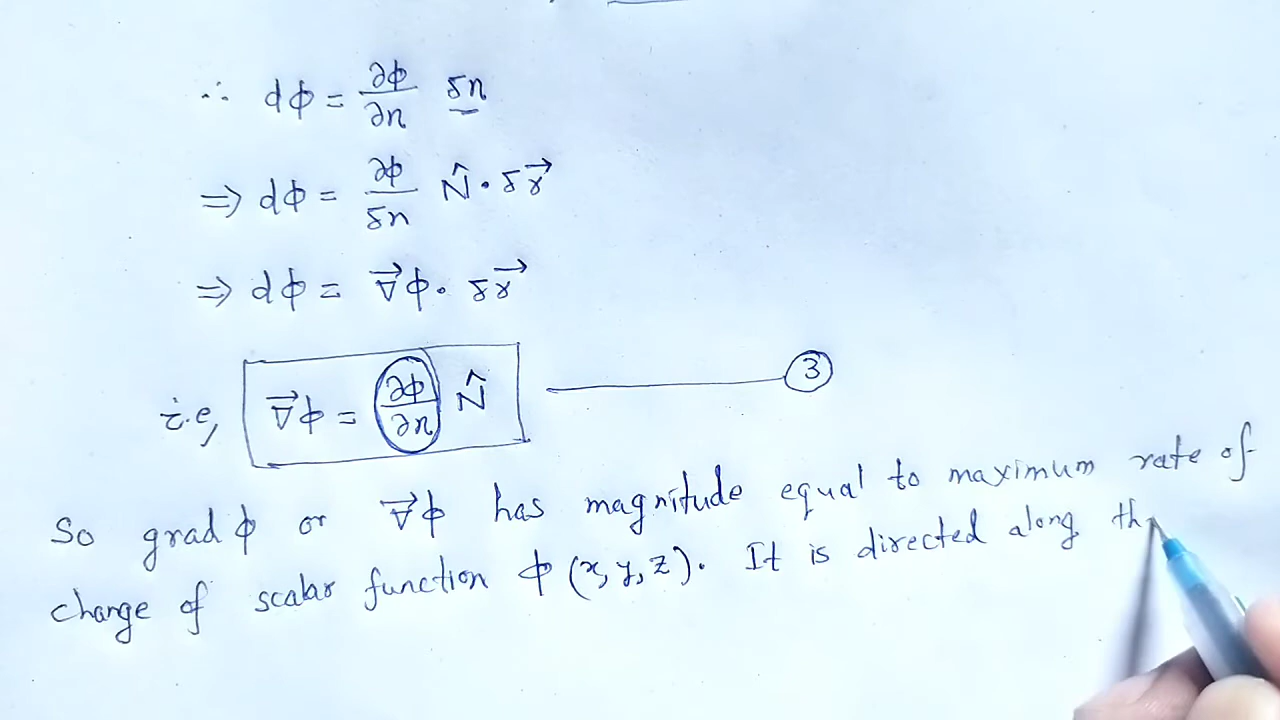 ∴ dϕ = ∂ϕ/∂n δn
⇒ dϕ = ∂ϕ/δn N̂ · δr⃗
⇒ dϕ = ∇⃗ϕ · δr⃗
i.e, ∇⃗ϕ = ∂ϕ/∂n N̂ ③
So grad ϕ or ∇⃗ϕ has magnitude equal to maximum rate of
change of scalar function ϕ (x, y, z). It is directed along th